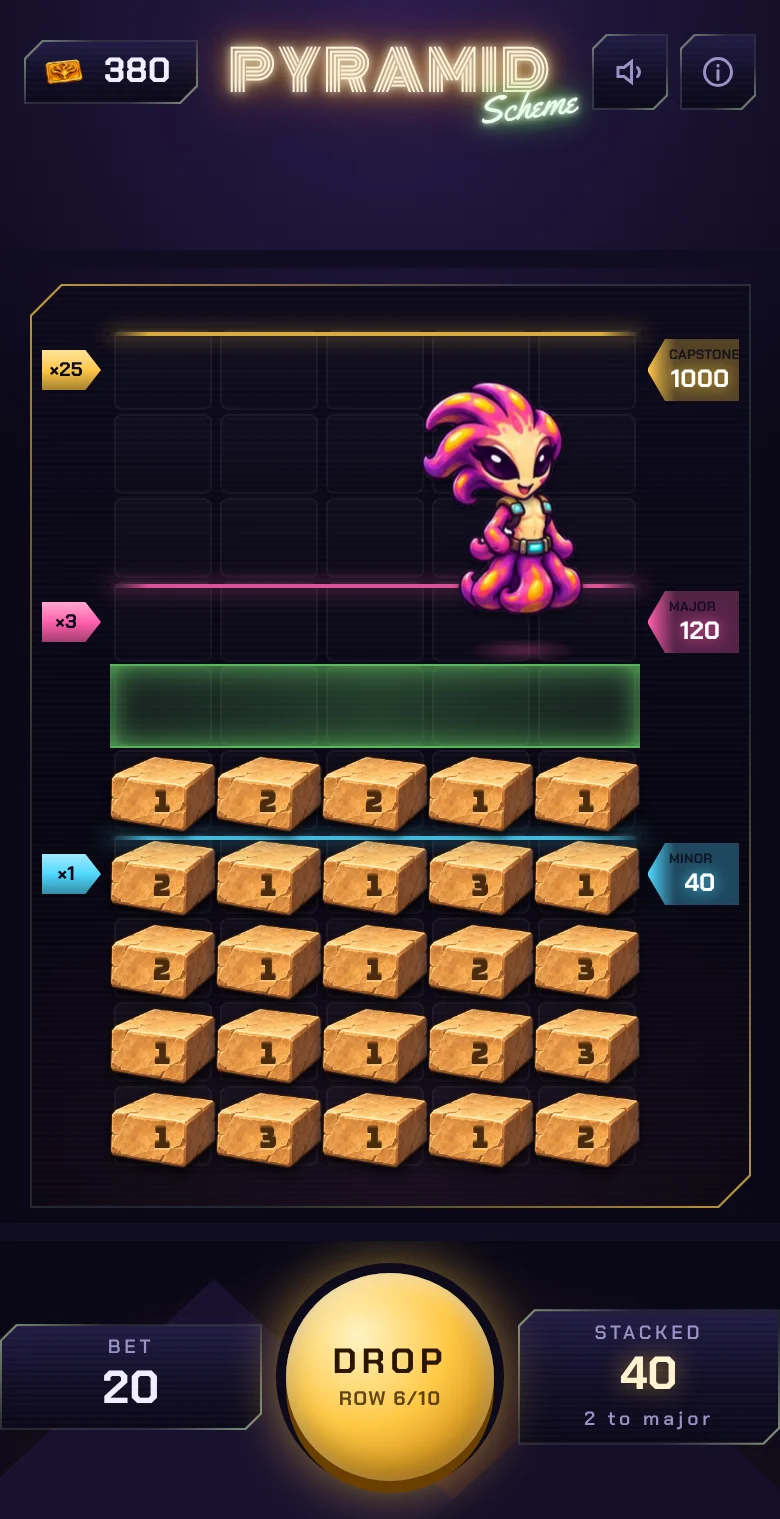 380
PYRAMID
Scheme
×25
CAPSTONE
1000
×3
MAJOR
120
1 2 2 1 1
×1
2 1 1 3 1
MINOR
40
2 1 1 2 3
1 1 1 2 3
1 3 1 1 2
BET
20
DROP
ROW 6/10
STACKED
40
2 to major